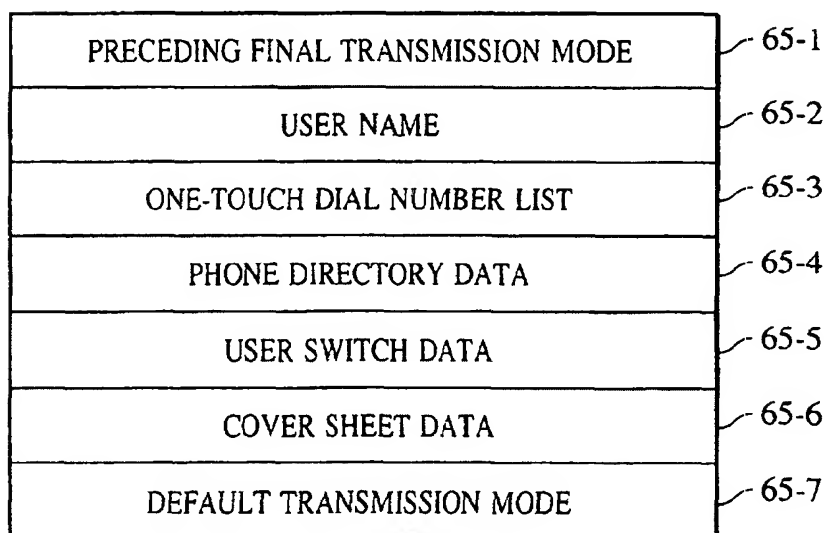 PRECEDING FINAL TRANSMISSION MODE 65-1
USER NAME 65-2
ONE-TOUCH DIAL NUMBER LIST 65-3
PHONE DIRECTORY DATA 65-4
USER SWITCH DATA 65-5
COVER SHEET DATA 65-6
DEFAULT TRANSMISSION MODE 65-7